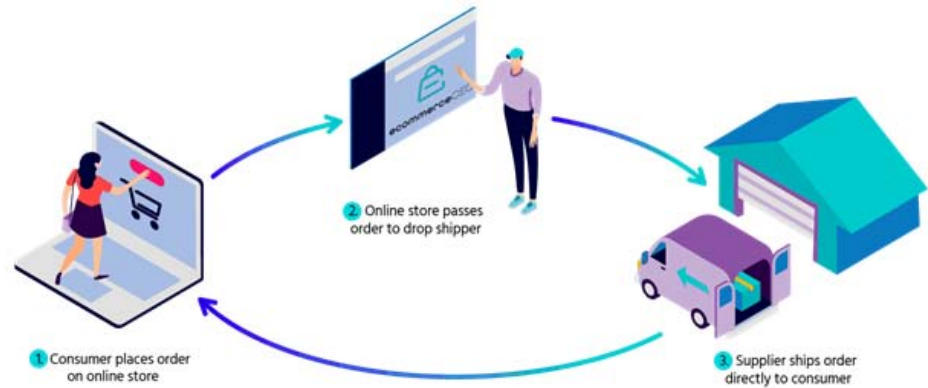 ecommerceCEO
2. Online store passes
order to drop shipper
1. Consumer places order
on online store
3. Supplier ships order
directly to consumer